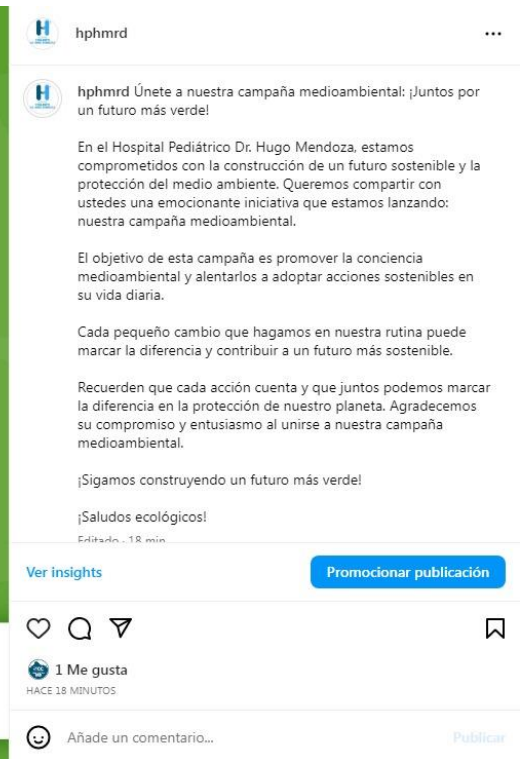 hphmrd
hphmrd Únete a nuestra campaña medioambiental: ¡Juntos por
un futuro más verde!
En el Hospital Pediátrico Dr. Hugo Mendoza, estamos
comprometidos con la construcción de un futuro sostenible y la
protección del medio ambiente. Queremos compartir con
ustedes una emocionante iniciativa que estamos lanzando:
nuestra campaña medioambiental.
El objetivo de esta campaña es promover la conciencia
medioambiental y alentarlos a adoptar acciones sostenibles en
su vida diaria.
Cada pequeño cambio que hagamos en nuestra rutina puede
marcar la diferencia y contribuir a un futuro más sostenible.
Recuerden que cada acción cuenta y que juntos podemos marcar
la diferencia en la protección de nuestro planeta. Agradecemos
su compromiso y entusiasmo al unirse a nuestra campaña
medioambiental.
¡Sigamos construyendo un futuro más verde!
¡Saludos ecológicos!
Editado · 18 min
Ver insights
Promocionar publicación
1 Me gusta
HACE 18 MINUTOS
Añade un comentario...
Publicar